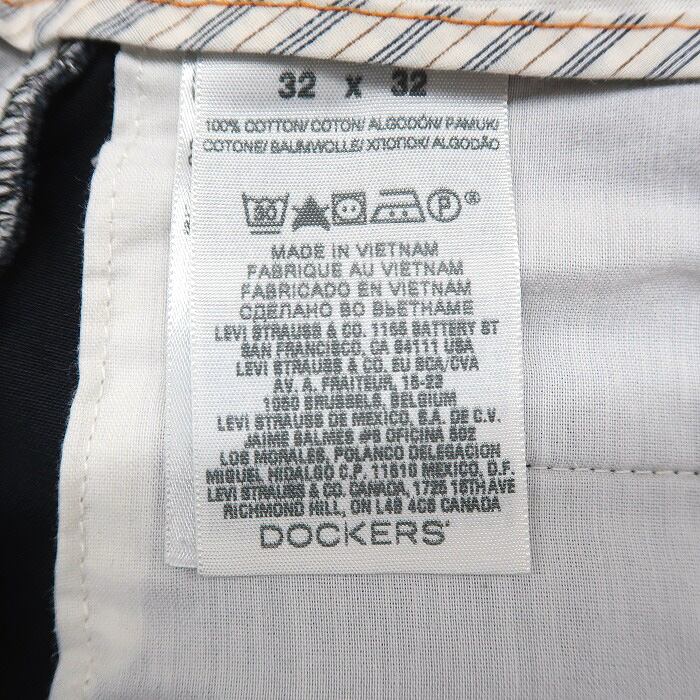 32 x 32
100% COTTON/ COTON/ ALGODÓN/ PAMUK/
COTONE/ BAUMWOLLE/ ХЛОПОК/ ALGODÃO
30 P ®
MADE IN VIETNAM
FABRIQUE AU VIETNAM
FABRICADO EN VIETNAM
СДЕЛАНО ВО ВЬЕТНАМЕ
LEVI STRAUSS & CO. 1155 BATTERY ST
SAN FRANCISCO, CA 94111 USA
LEVI STRAUSS & CO. EU SCA/CVA
AV. A. FRAITEUR, 15-23
1050 BRUSSELS, BELGIUM
LEVI STRAUSS DE MEXICO, S.A. DE C.V.
JAIME BALMES #8 OFICINA 502
LOS MORALES, POLANCO DELEGACION
MIGUEL HIDALGO C.P. 11510 MEXICO, D.F.
LEVI STRAUSS & CO. CANADA, 1725 16TH AVE
RICHMOND HILL, ON L4B 4C6 CANADA
DOCKERS®